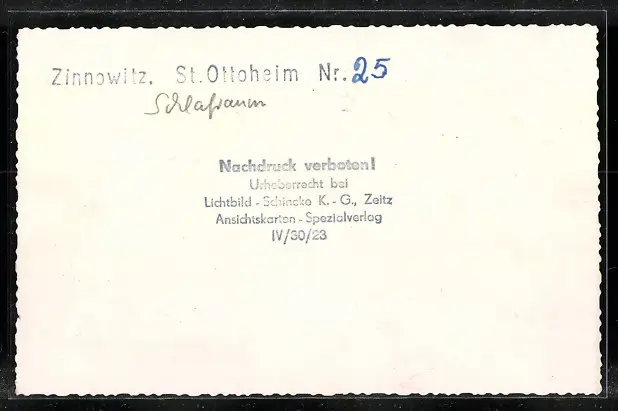 Zinnowitz, St.Ottoheim Nr. 25
Schlafraum
Nachdruck verboten!
Urheberrecht bei
Lichtbild - Schincke K. - G., Zeitz
Ansichtskarten - Spezialverlag
IV/30/23